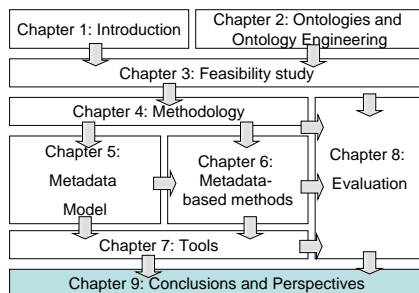 Chapter 1: Introduction
Chapter 2: Ontologies and
Ontology Engineering
Chapter 3: Feasibility study
Chapter 4: Methodology
Chapter 5:
Metadata
Model
Chapter 6:
Metadata-
based methods
Chapter 8:
Evaluation
Chapter 7: Tools
Chapter 9: Conclusions and Perspectives